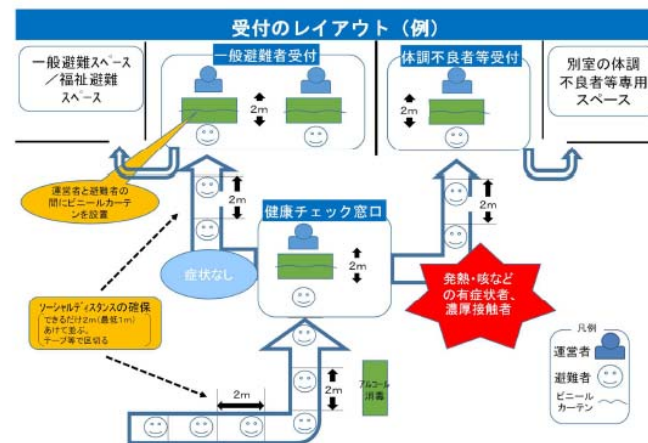 受付のレイアウト（例）
一般避難スペース
／福祉避難
スペース
一般避難者受付
体調不良者等受付
別室の体調
不良者等専用
スペース
2m
2m
運営者と避難者の
間にビニールカーテ
ンを設置
2m
健康チェック窓口
2m
2m
症状なし
発熱・咳など
の有症状者、
濃厚接触者
ソーシャルディスタンスの確保
できるだけ2m(最低1m)
あけて並ぶ。
テープ等で区切る
2m
2m
アルコール
消毒
凡例
運営者
避難者
ビニール
カーテン